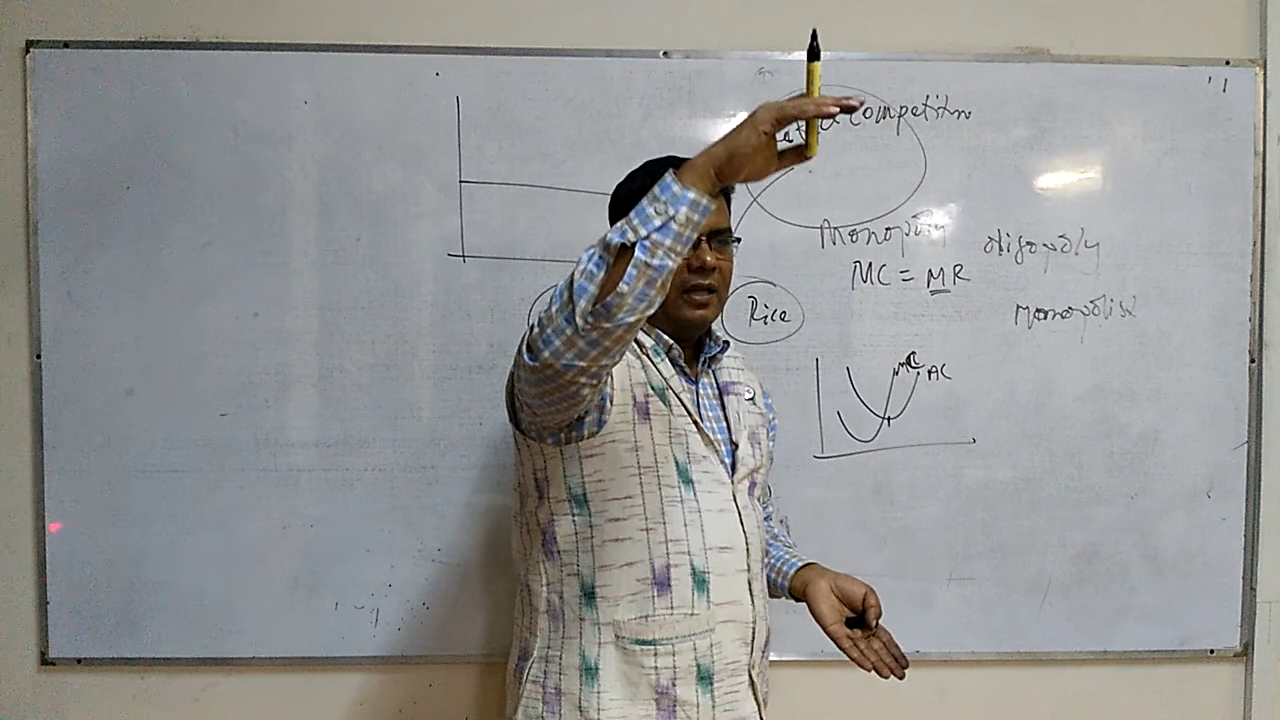 competitn
Monopoly oligopoly
MC = MR
Rice
Monopolist
MC AC